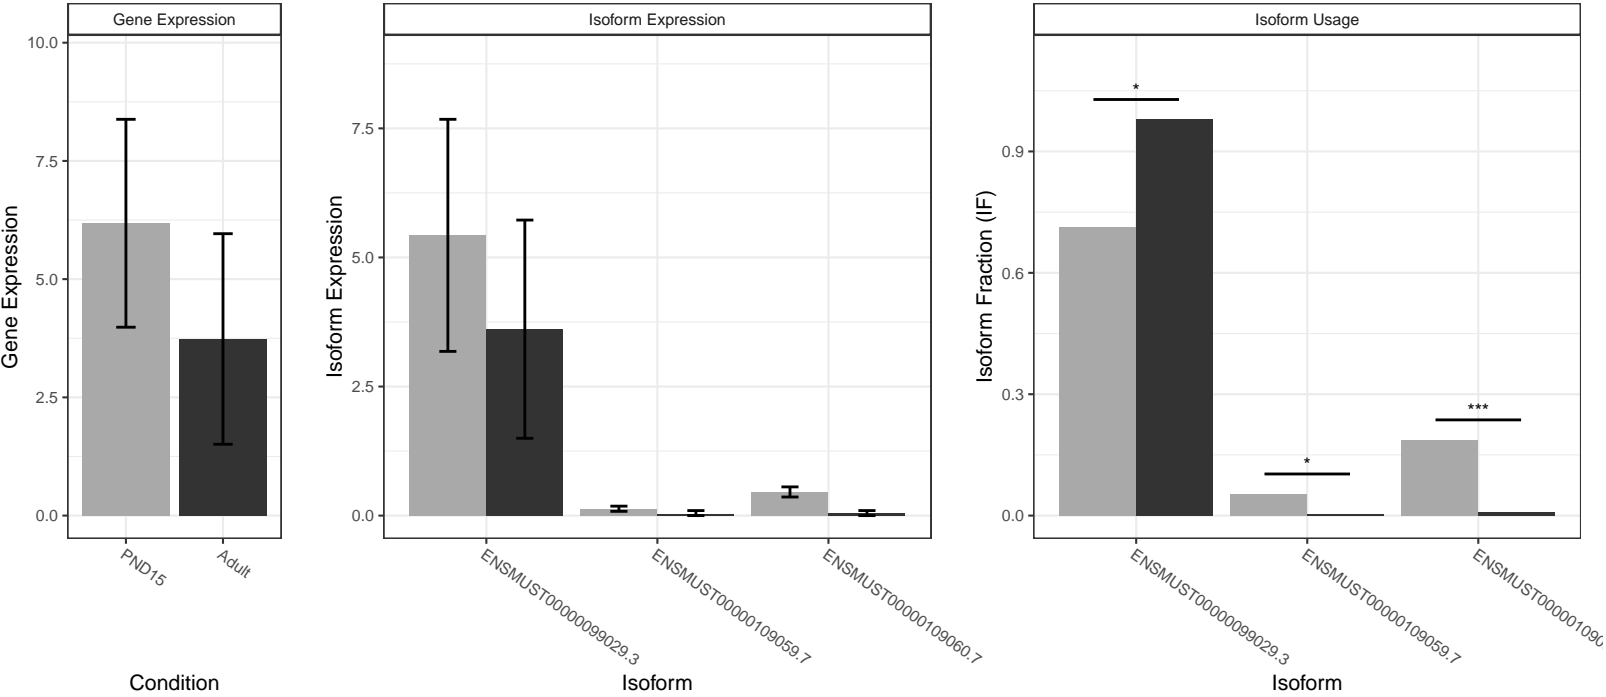 Gene Expression
Isoform Expression
Isoform Usage
Gene Expression
10.0
7.5
5.0
2.5
0.0
PND15
Adult
Condition
Isoform Expression
7.5
5.0
2.5
0.0
ENSMUST00000099029.3
ENSMUST00000109059.7
ENSMUST00000109060.7
Isoform
Isoform Fraction (IF)
0.9
0.6
0.3
0.0
*
*
***
ENSMUST00000099029.3
ENSMUST00000109059.7
ENSMUST000001090
Isoform